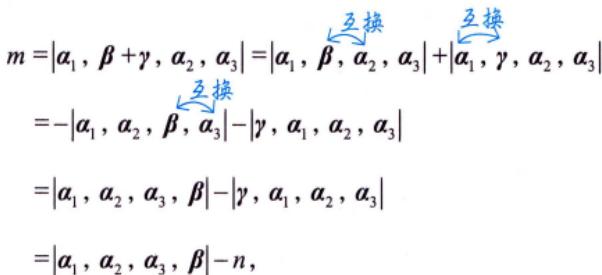 互换 互换
m=|α₁, β+γ, α₂, α₃|=|α₁, β, α₂, α₃|+|α₁, γ, α₂, α₃|
互换
=-|α₁, α₂, β, α₃|-|γ, α₁, α₂, α₃|
=|α₁, α₂, α₃, β|-|γ, α₁, α₂, α₃|
=|α₁, α₂, α₃, β|-n,